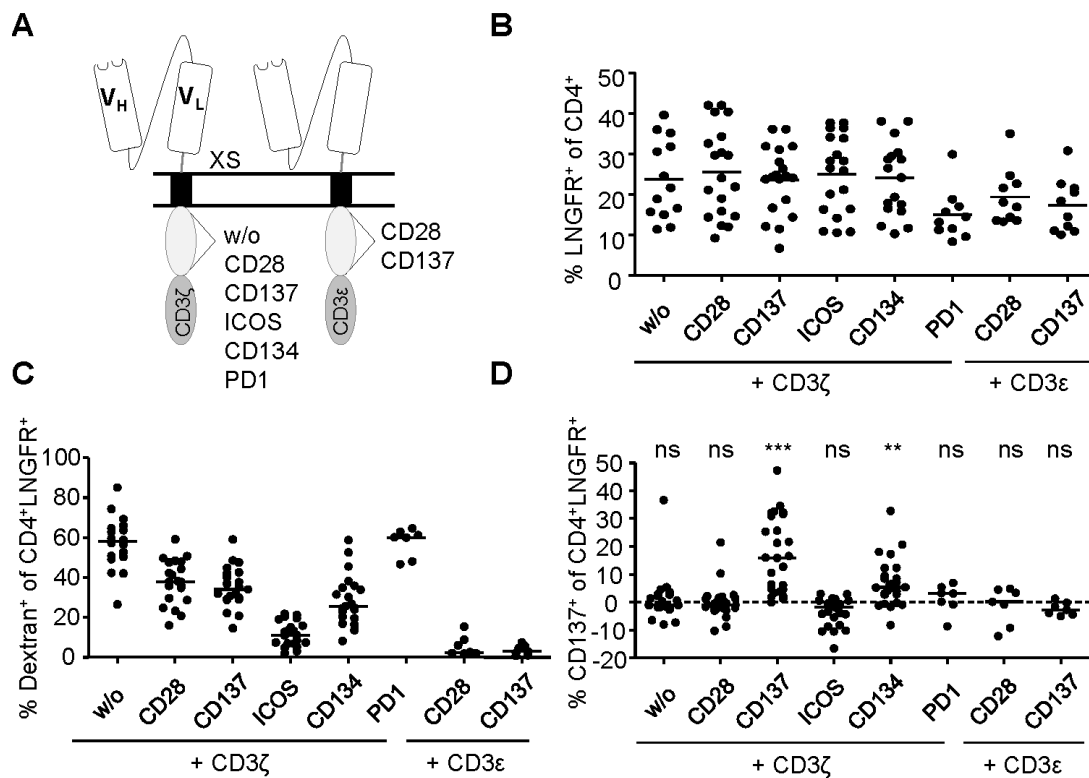 A
V_H
V_L
XS
w/o
CD28
CD137
ICOS
CD134
PD1
CD3ζ
CD28
CD137
CD3ε
B
% LNGFR⁺ of CD4⁺
50
40
30
20
10
0
w/o
CD28
CD137
ICOS
CD134
PD1
CD28
CD137
+ CD3ζ
+ CD3ε
C
% Dextran⁺ of CD4⁺LNGFR⁺
100
80
60
40
20
0
w/o
CD28
CD137
ICOS
CD134
PD1
CD28
CD137
+ CD3ζ
+ CD3ε
D
% CD137⁺ of CD4⁺LNGFR⁺
ns
ns
***
ns
**
ns
ns
ns
50
40
30
20
10
0
-10
-20
w/o
CD28
CD137
ICOS
CD134
PD1
CD28
CD137
+ CD3ζ
+ CD3ε